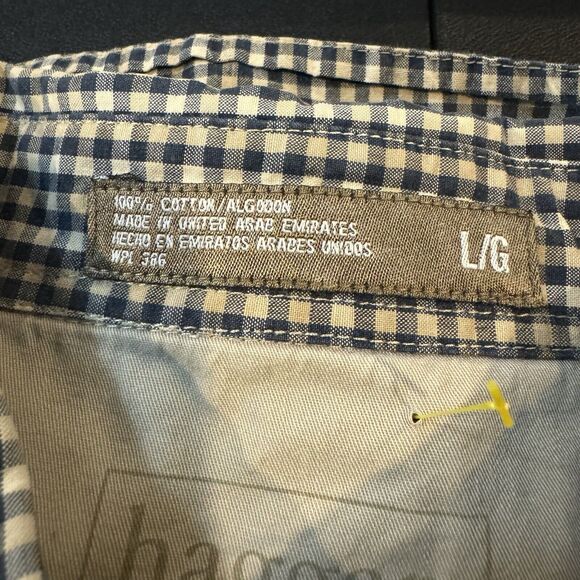 100% COTTON/ALGODON
MADE IN UNITED ARAB EMIRATES
HECHO EN EMIRATOS ARABES UNIDOS
WPL 386
L/G